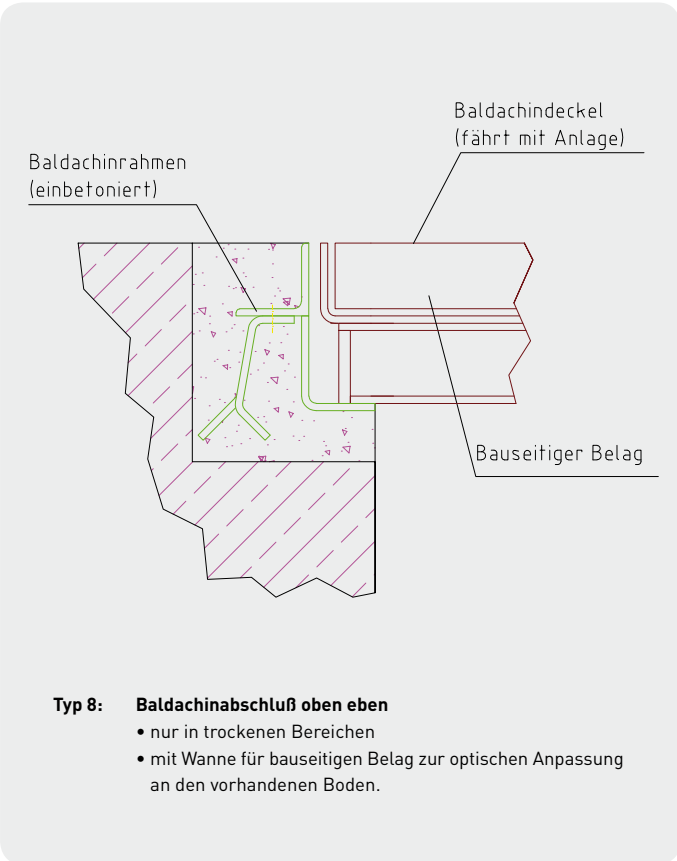 Baldachindeckel
(fährt mit Anlage)
Baldachinrahmen
(einbetoniert)
Bauseitiger Belag
Typ 8: Baldachinabschluß oben eben
• nur in trockenen Bereichen
• mit Wanne für bauseitigen Belag zur optischen Anpassung
an den vorhandenen Boden.